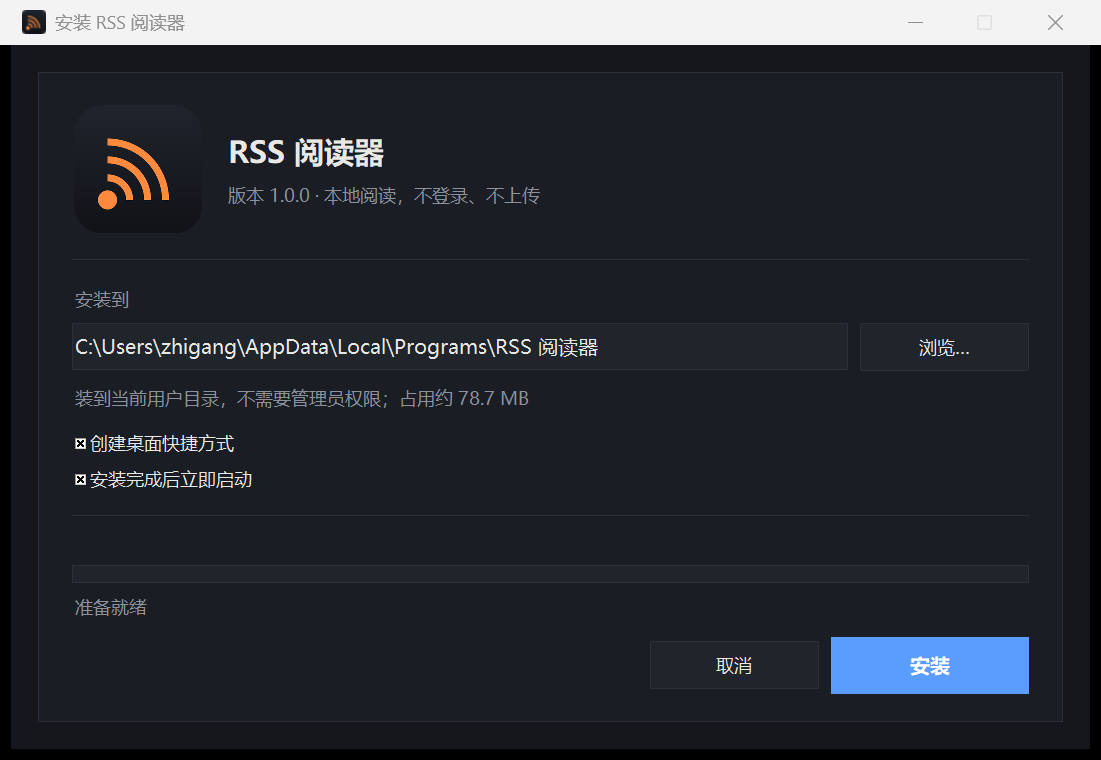 安装 RSS 阅读器
RSS 阅读器
版本 1.0.0 · 本地阅读，不登录、不上传
安装到
C:\Users\zhigang\AppData\Local\Programs\RSS 阅读器
浏览...
装到当前用户目录，不需要管理员权限；占用约 78.7 MB
创建桌面快捷方式
安装完成后立即启动
准备就绪
取消
安装